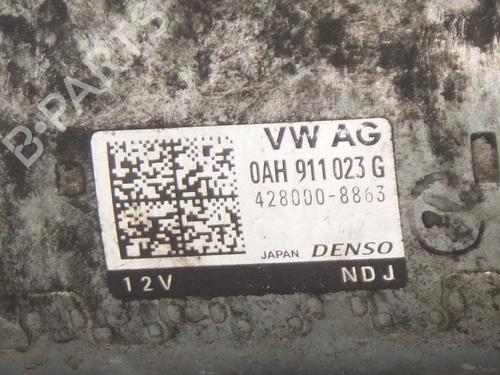 B-PARTS
VW AG
0AH 911 023 G
428000-8863
JAPAN DENSO
12V NDJ